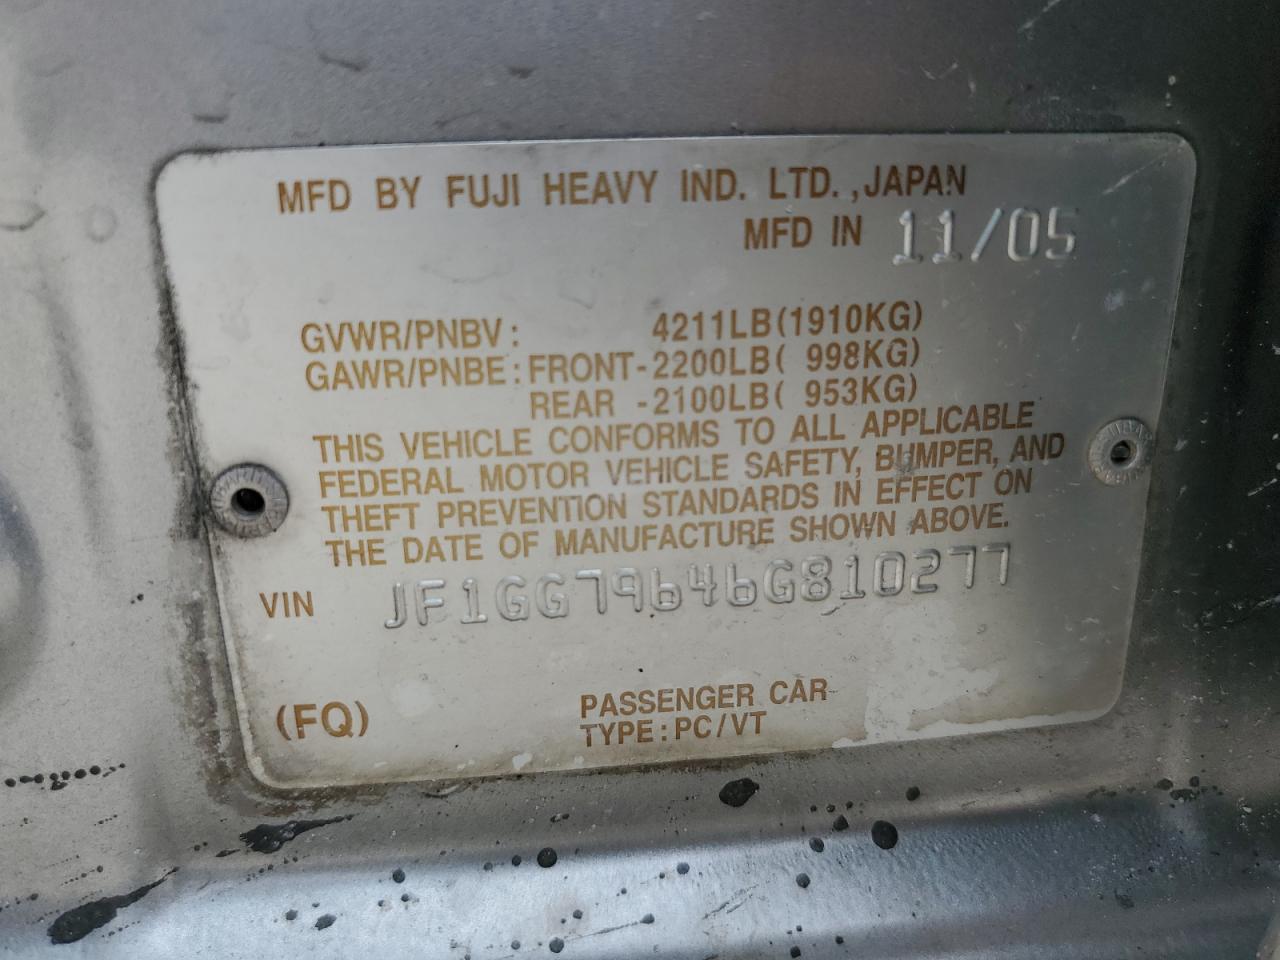 MFD BY FUJI HEAVY IND. LTD.,JAPAN
MFD IN 11/05
GVWR/PNBV: 4211LB(1910KG)
GAWR/PNBE:FRONT-2200LB( 998KG)
REAR -2100LB( 953KG)
THIS VEHICLE CONFORMS TO ALL APPLICABLE
FEDERAL MOTOR VEHICLE SAFETY, BUMPER, AND
THEFT PREVENTION STANDARDS IN EFFECT ON
THE DATE OF MANUFACTURE SHOWN ABOVE.
VIN JF1GG79646G810277
(FQ)
PASSENGER CAR
TYPE:PC/VT